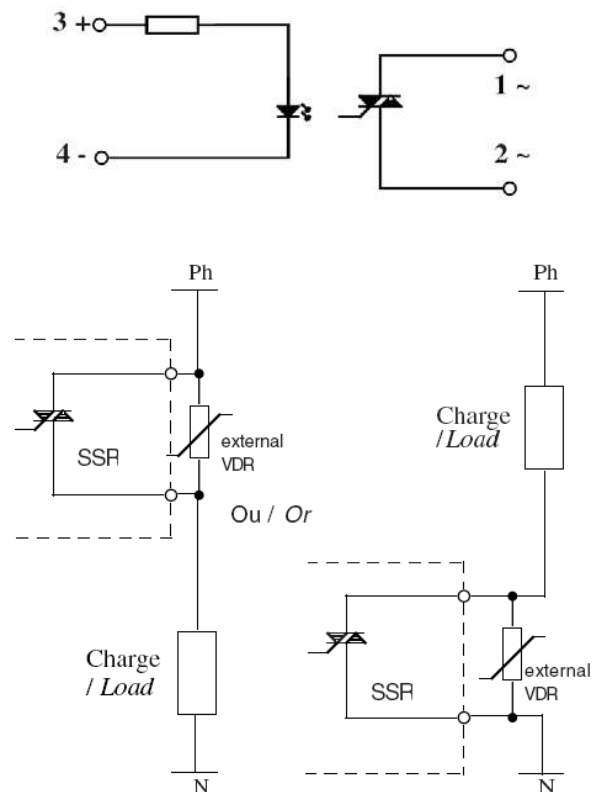 3 +
4 -
1 ~
2 ~
Ph
SSR
external
VDR
Ou / Or
Charge
/ Load
N
Ph
Charge
/Load
SSR
external
VDR
N